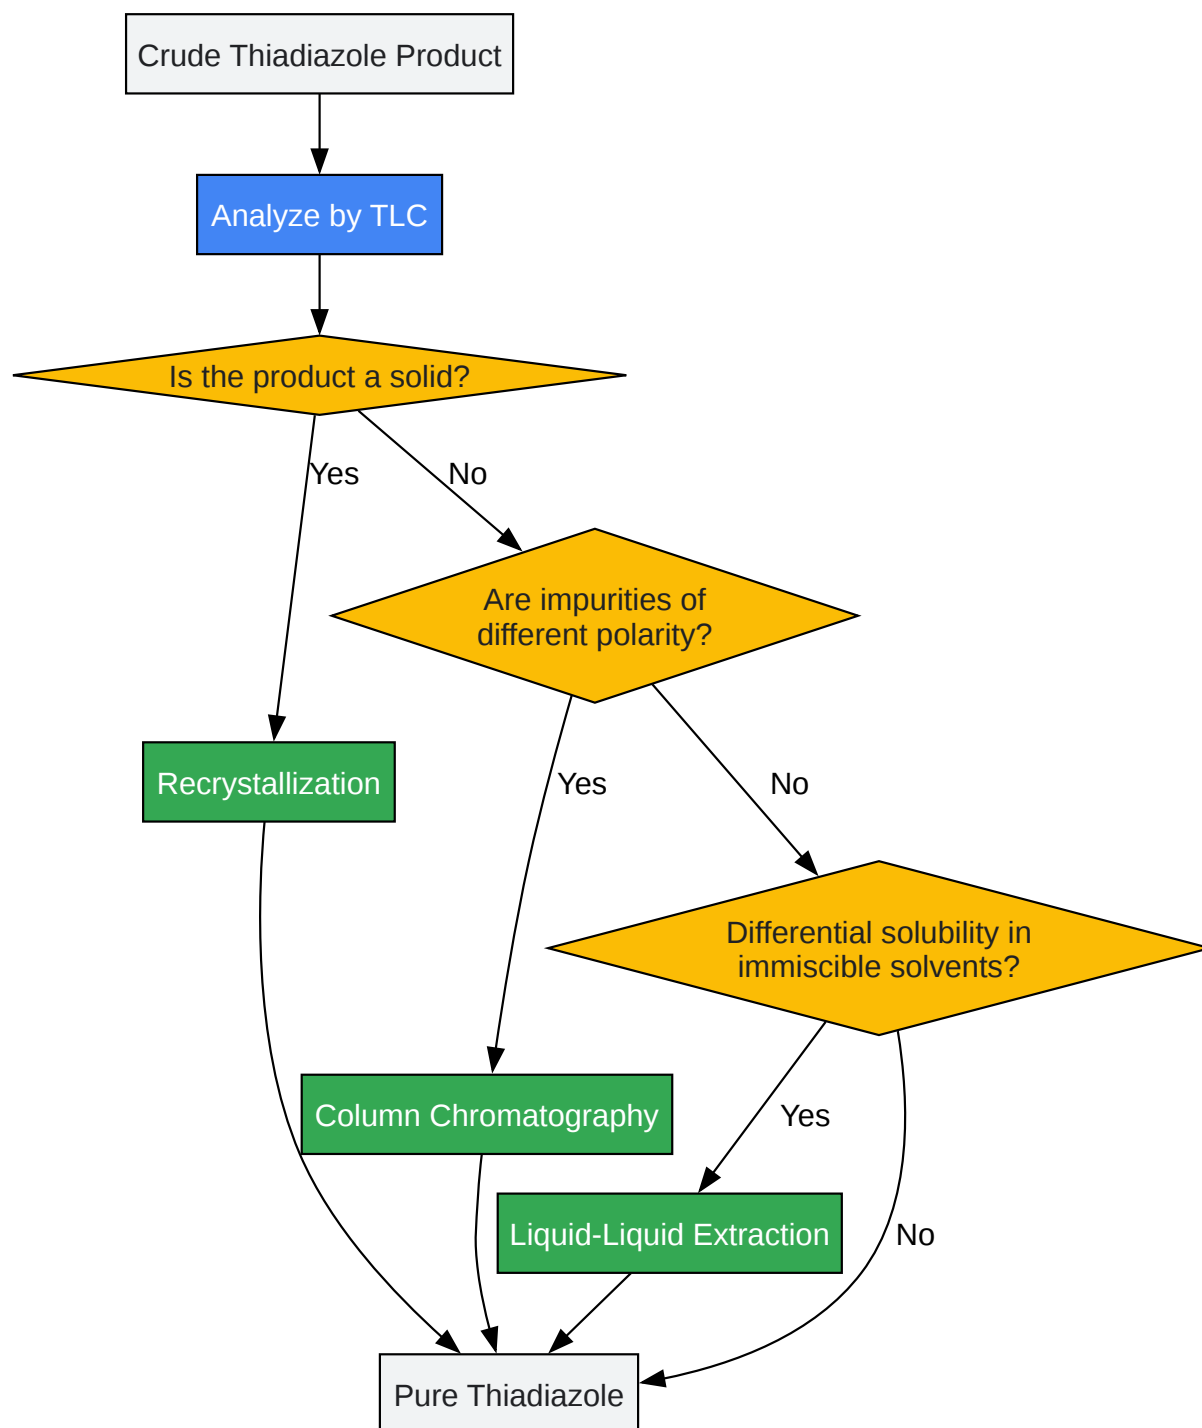 Crude Thiadiazole Product
Analyze by TLC
Is the product a solid?
Yes
No
Are impurities of
different polarity?
Recrystallization
Yes
No
Differential solubility in
immiscible solvents?
Column Chromatography
Yes
Liquid-Liquid Extraction
No
Pure Thiadiazole